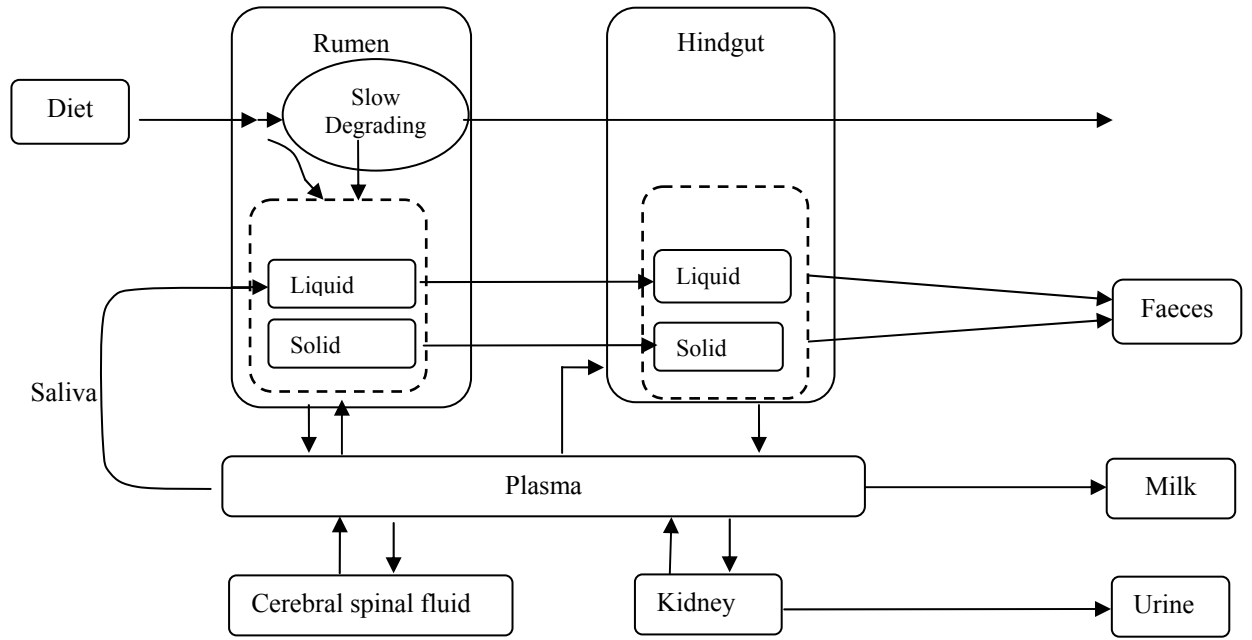 Rumen
Hindgut
Diet
Slow
Degrading
Liquid
Liquid
Faeces
Solid
Solid
Saliva
Plasma
Milk
Cerebral spinal fluid
Kidney
Urine